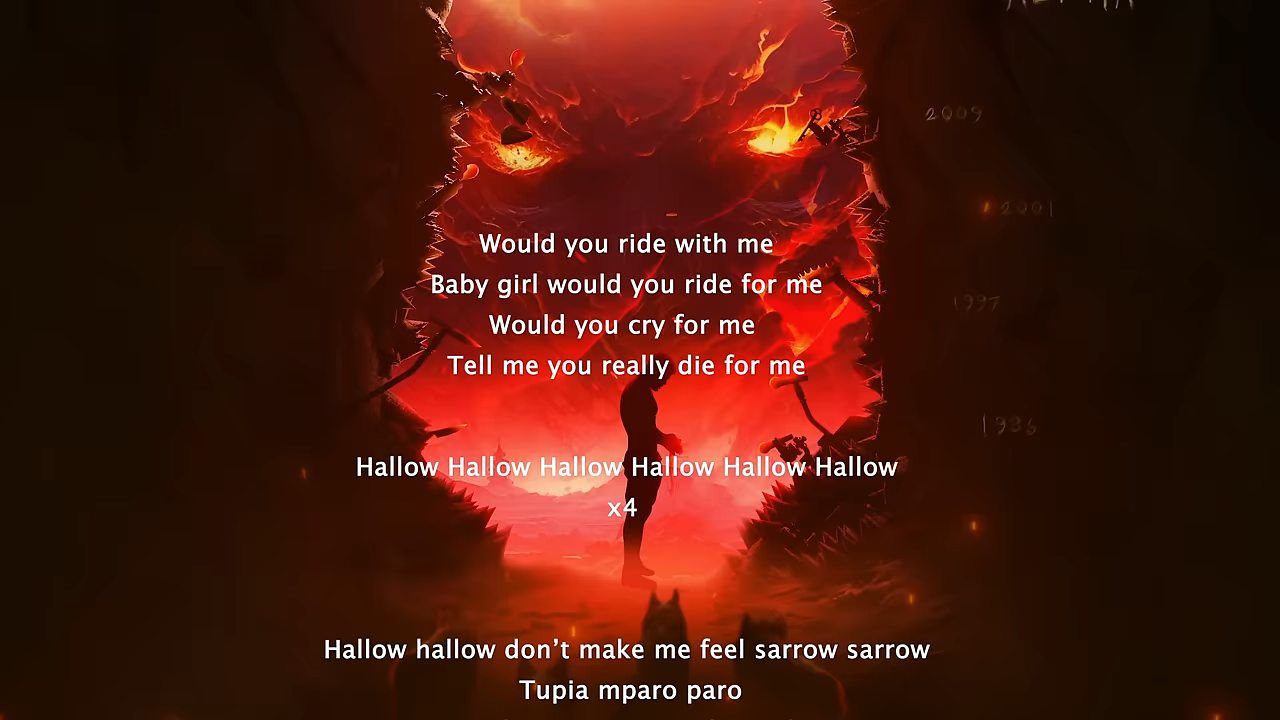 2009
2001
1997
1986
Would you ride with me
Baby girl would you ride for me
Would you cry for me
Tell me you really die for me
Hallow Hallow Hallow Hallow Hallow Hallow
x4
Hallow hallow don’t make me feel sarrow sarrow
Tupia mparo paro